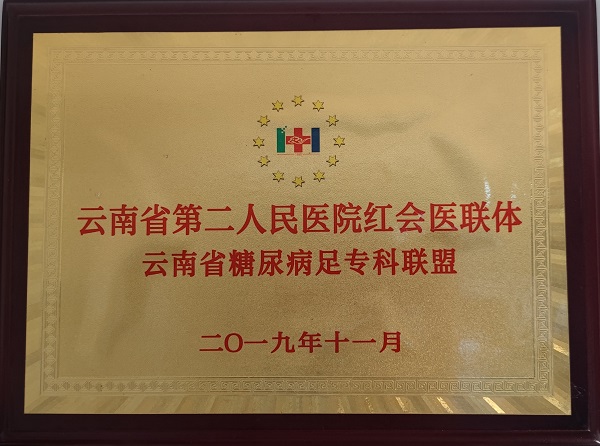 云南省第二人民医院红会医联体
云南省糖尿病足专科联盟
二〇一九年十一月